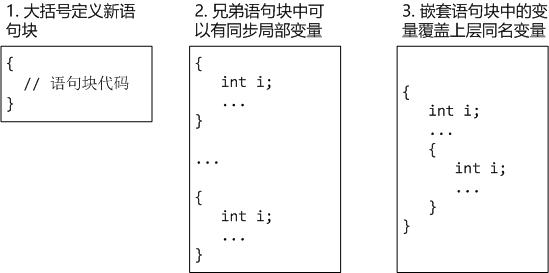 1. 大括号定义新语
句块
{
// 语句块代码
}
2. 兄弟语句块中可
以有同步局部变量
{
int i;
...
}
...
{
int i;
...
}
3. 嵌套语句块中的变
量覆盖上层同名变量
{
int i;
...
{
int i;
...
}
}